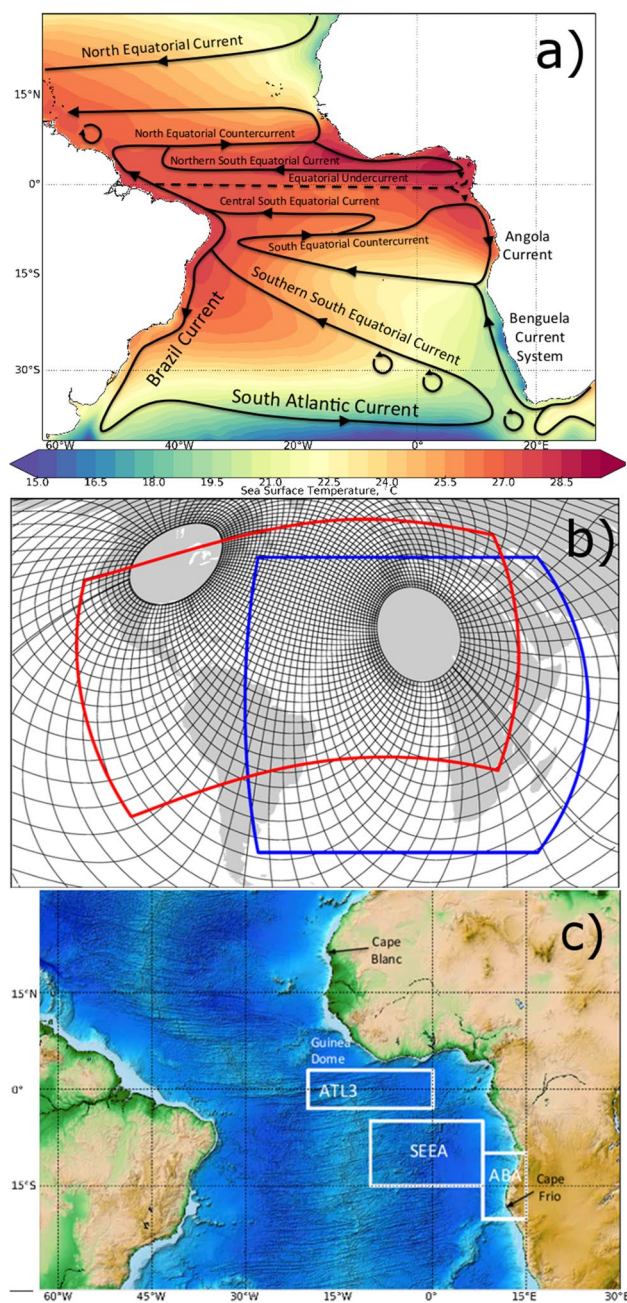 a)
North Equatorial Current
15°N
North Equatorial Countercurrent
Northern South Equatorial Current
Equatorial Undercurrent
0°
Central South Equatorial Current
South Equatorial Countercurrent
Angola
Current
15°S
Southern South Equatorial Current
Benguela
Current
System
Brazil Current
30°S
South Atlantic Current
60°W 40°W 20°W 0° 20°E
15.0 16.5 18.0 19.5 21.0 22.5 24.0 25.5 27.0 28.5
Sea Surface Temperature, °C
b)
c)
Cape
Blanc
15°N
Guinea
Dome
0°
ATL3
SEEA
ABA
Cape
Frio
15°S
60°W 45°W 30°W 15°W 0° 15°E 30°E